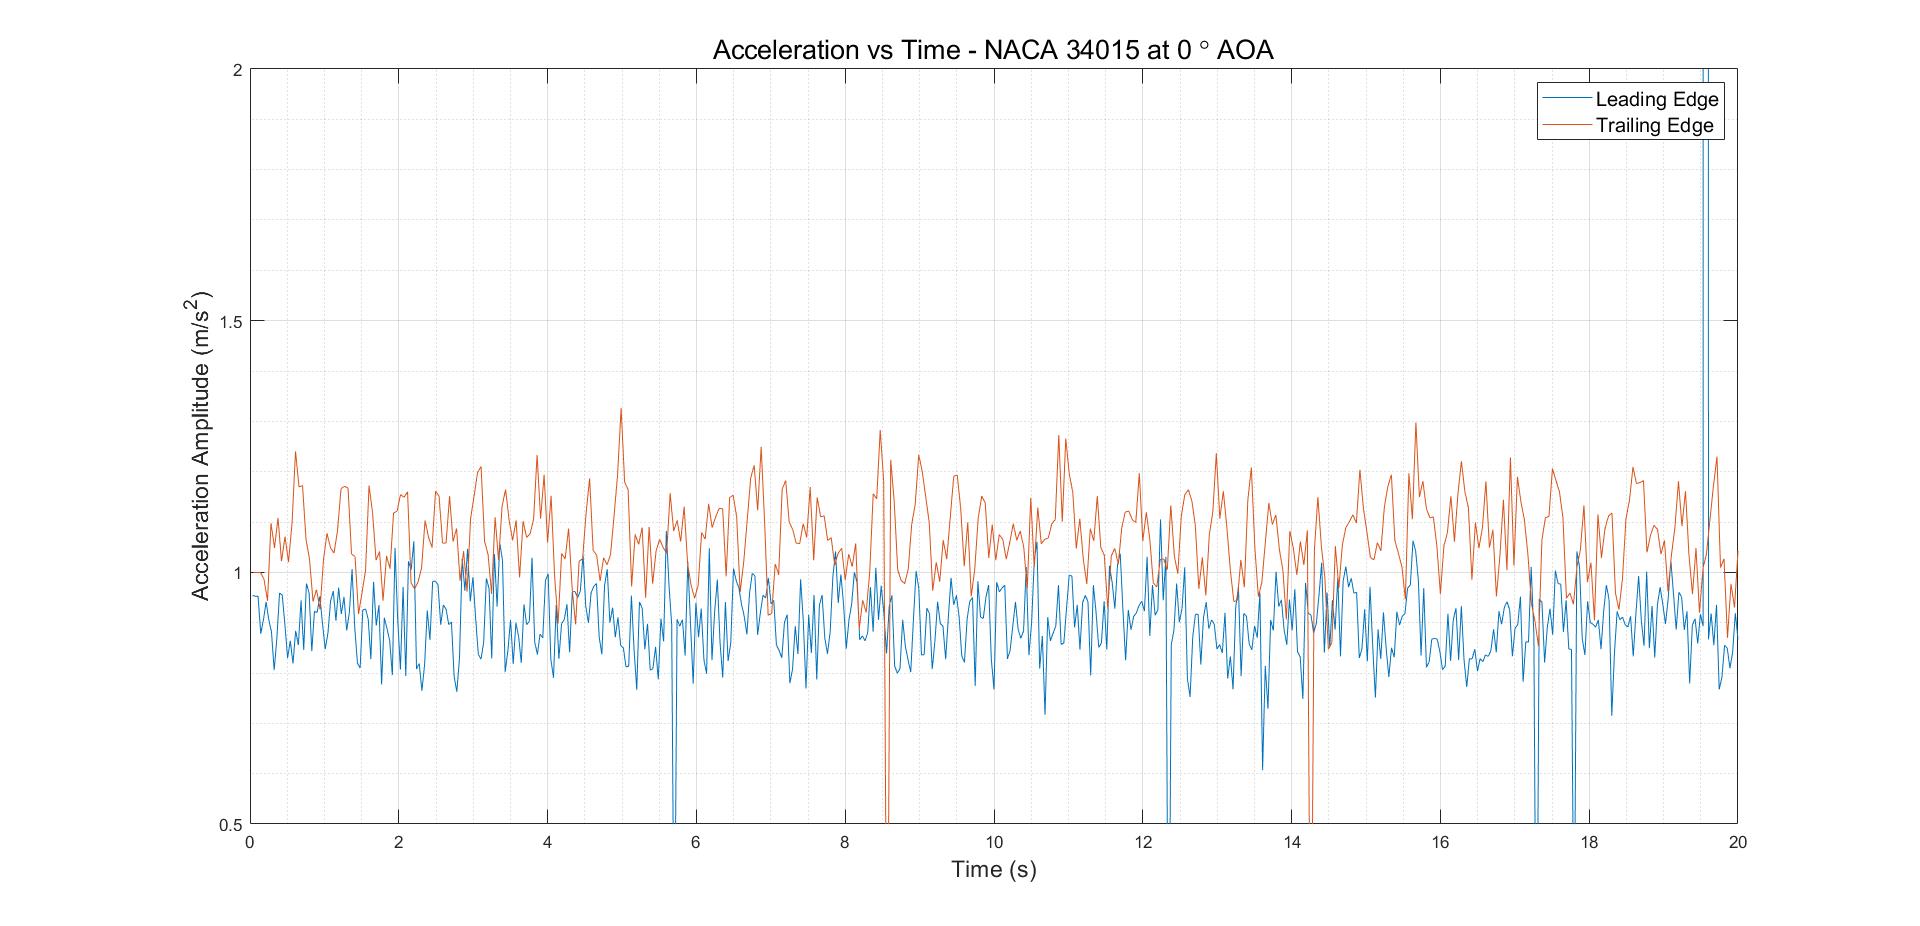 Acceleration vs Time - NACA 34015 at 0 ° AOA
2
Leading Edge
Trailing Edge
1.5
Acceleration Amplitude (m/s²)
1
0.5
0 2 4 6 8 10 12 14 16 18 20
Time (s)